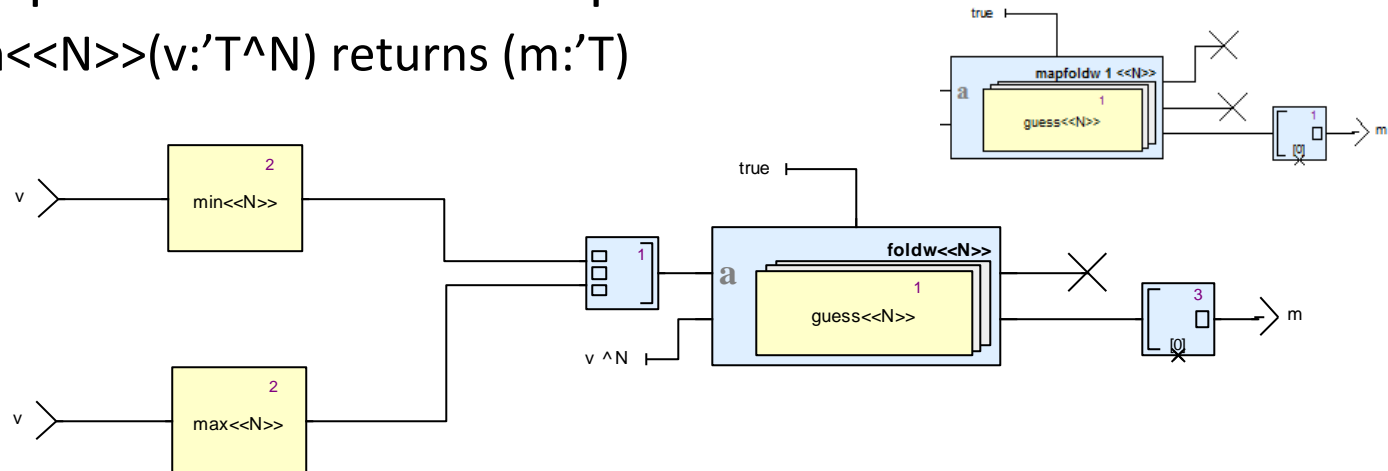 <<N>>(v:’T^N) returns (m:’T)
true
mapfoldw 1 <<N>>
a
1
guess<<N>>
1
[0]
m
v
2
min<<N>>
true
1
foldw<<N>>
a
1
guess<<N>>
v ^N
3
[0]
m
v
2
max<<N>>